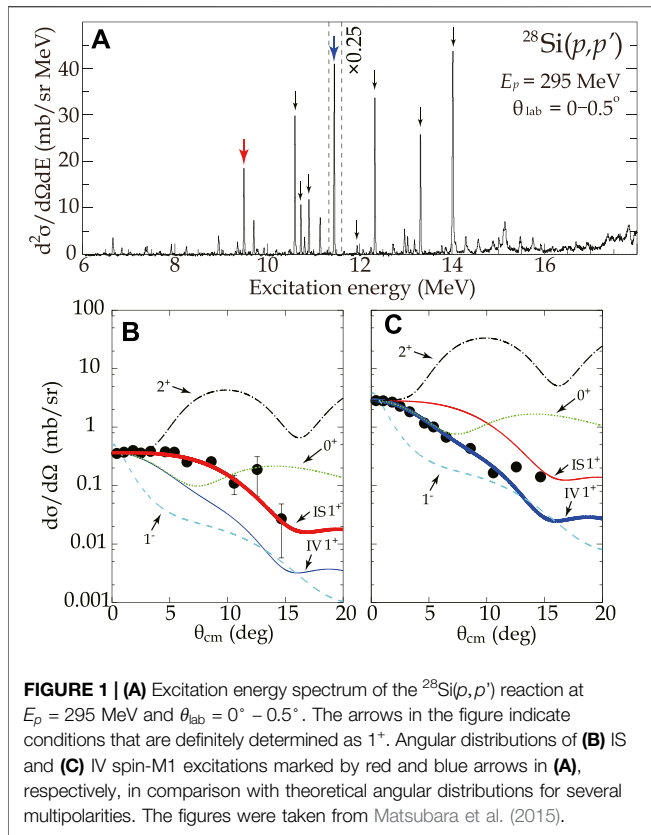 A
²⁸Si(p,p′)
Eₚ = 295 MeV
θ lab = 0−0.5°
×0.25
d²σ/dΩdE (mb/sr MeV)
40
30
20
10
0
6 8 10 12 14 16
Excitation energy (MeV)
B
C
dσ/dΩ (mb/sr)
100
10
1
0.1
0.01
0.001
2⁺
0⁺
IS 1⁺
IV 1⁺
1⁻
0 5 10 15 20
θcm (deg)
2⁺
0⁺
IS 1⁺
IV 1⁺
1⁻
0 5 10 15 20
θcm (deg)
FIGURE 1 | (A) Excitation energy spectrum of the ²⁸Si(p,p’) reaction at
Eₚ = 295 MeV and θlab = 0° – 0.5°. The arrows in the figure indicate
conditions that are definitely determined as 1⁺. Angular distributions of (B) IS
and (C) IV spin-M1 excitations marked by red and blue arrows in (A),
respectively, in comparison with theoretical angular distributions for several
multipolarities. The figures were taken from Matsubara et al. (2015).